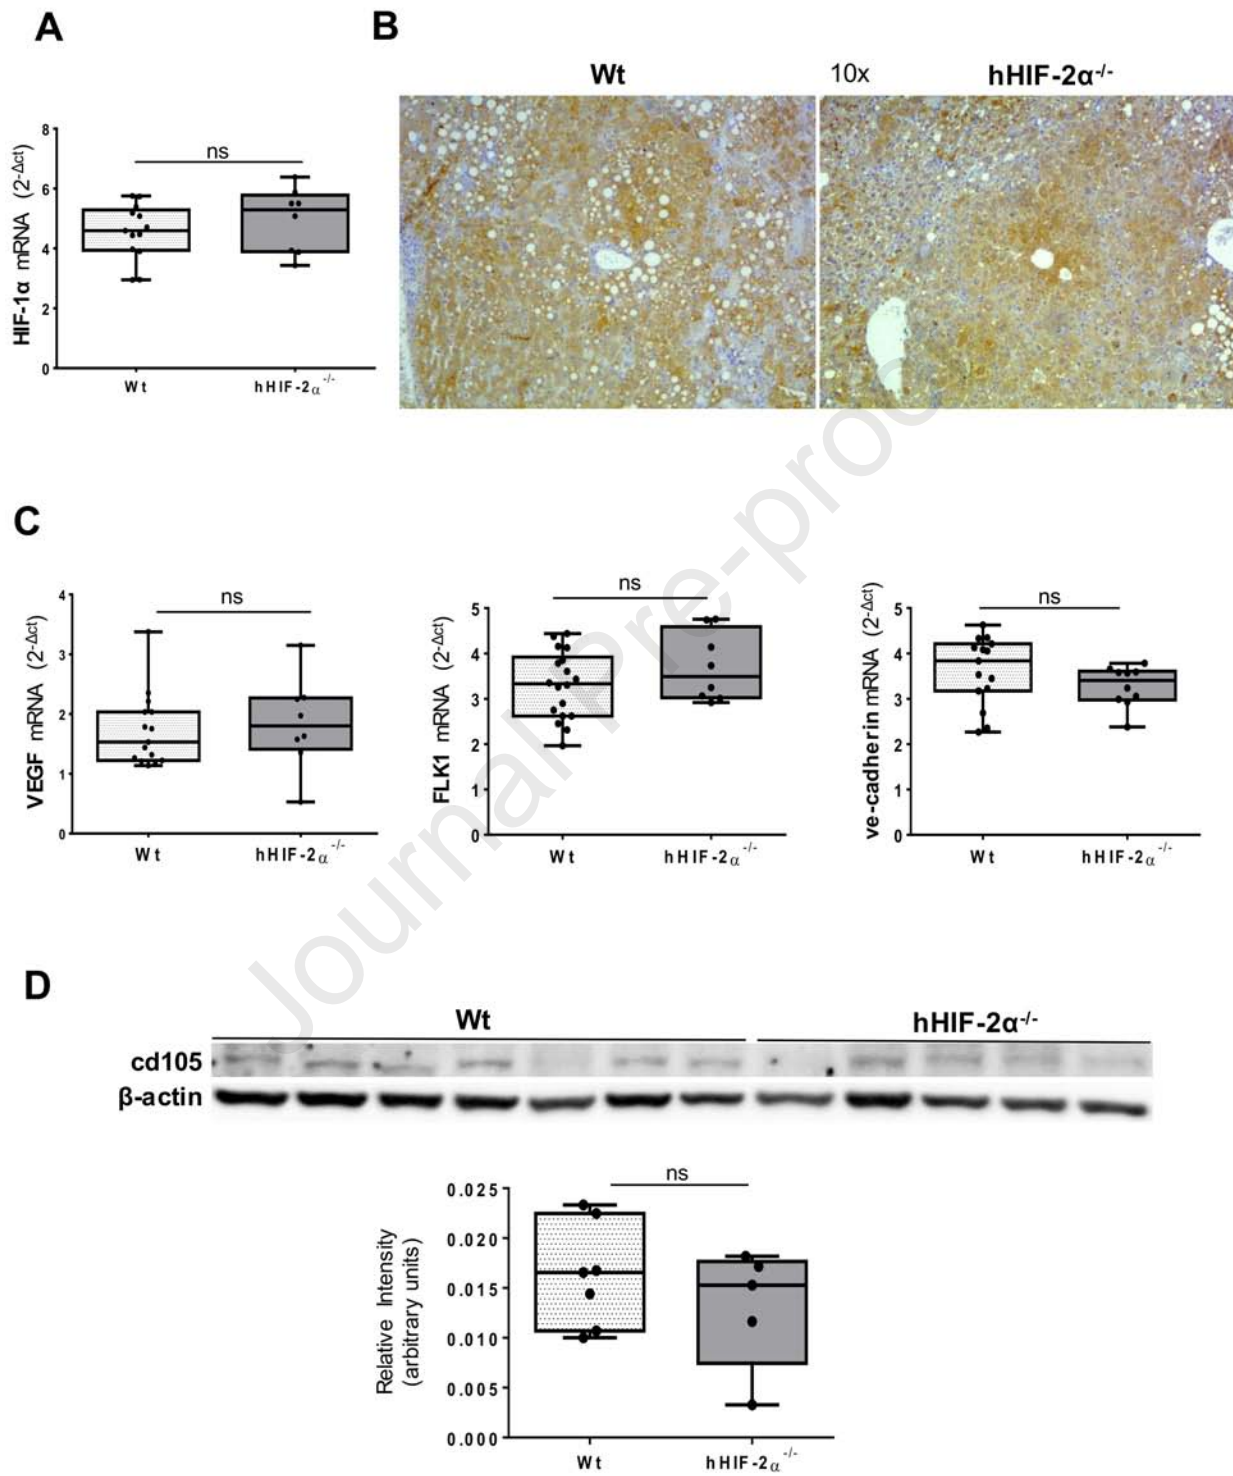 A
HIF-1α mRNA (2-Δct)
8
6
4
2
0
ns
Wt
hHIF-2α-/-
B
Wt
10x
hHIF-2α-/-
C
VEGF mRNA (2-Δct)
4
3
2
1
0
ns
Wt
hHIF-2α-/-
FLK1 mRNA (2-Δct)
5
4
3
2
1
0
ns
Wt
hHIF-2α-/-
ve-cadherin mRNA (2-Δct)
5
4
3
2
1
0
ns
Wt
hHIF-2α-/-
D
Wt
hHIF-2α-/-
cd105
β-actin
Relative Intensity
(arbitrary units)
0.025
0.020
0.015
0.010
0.005
0.000
ns
Wt
hHIF-2α-/-
Journal Pre-proo